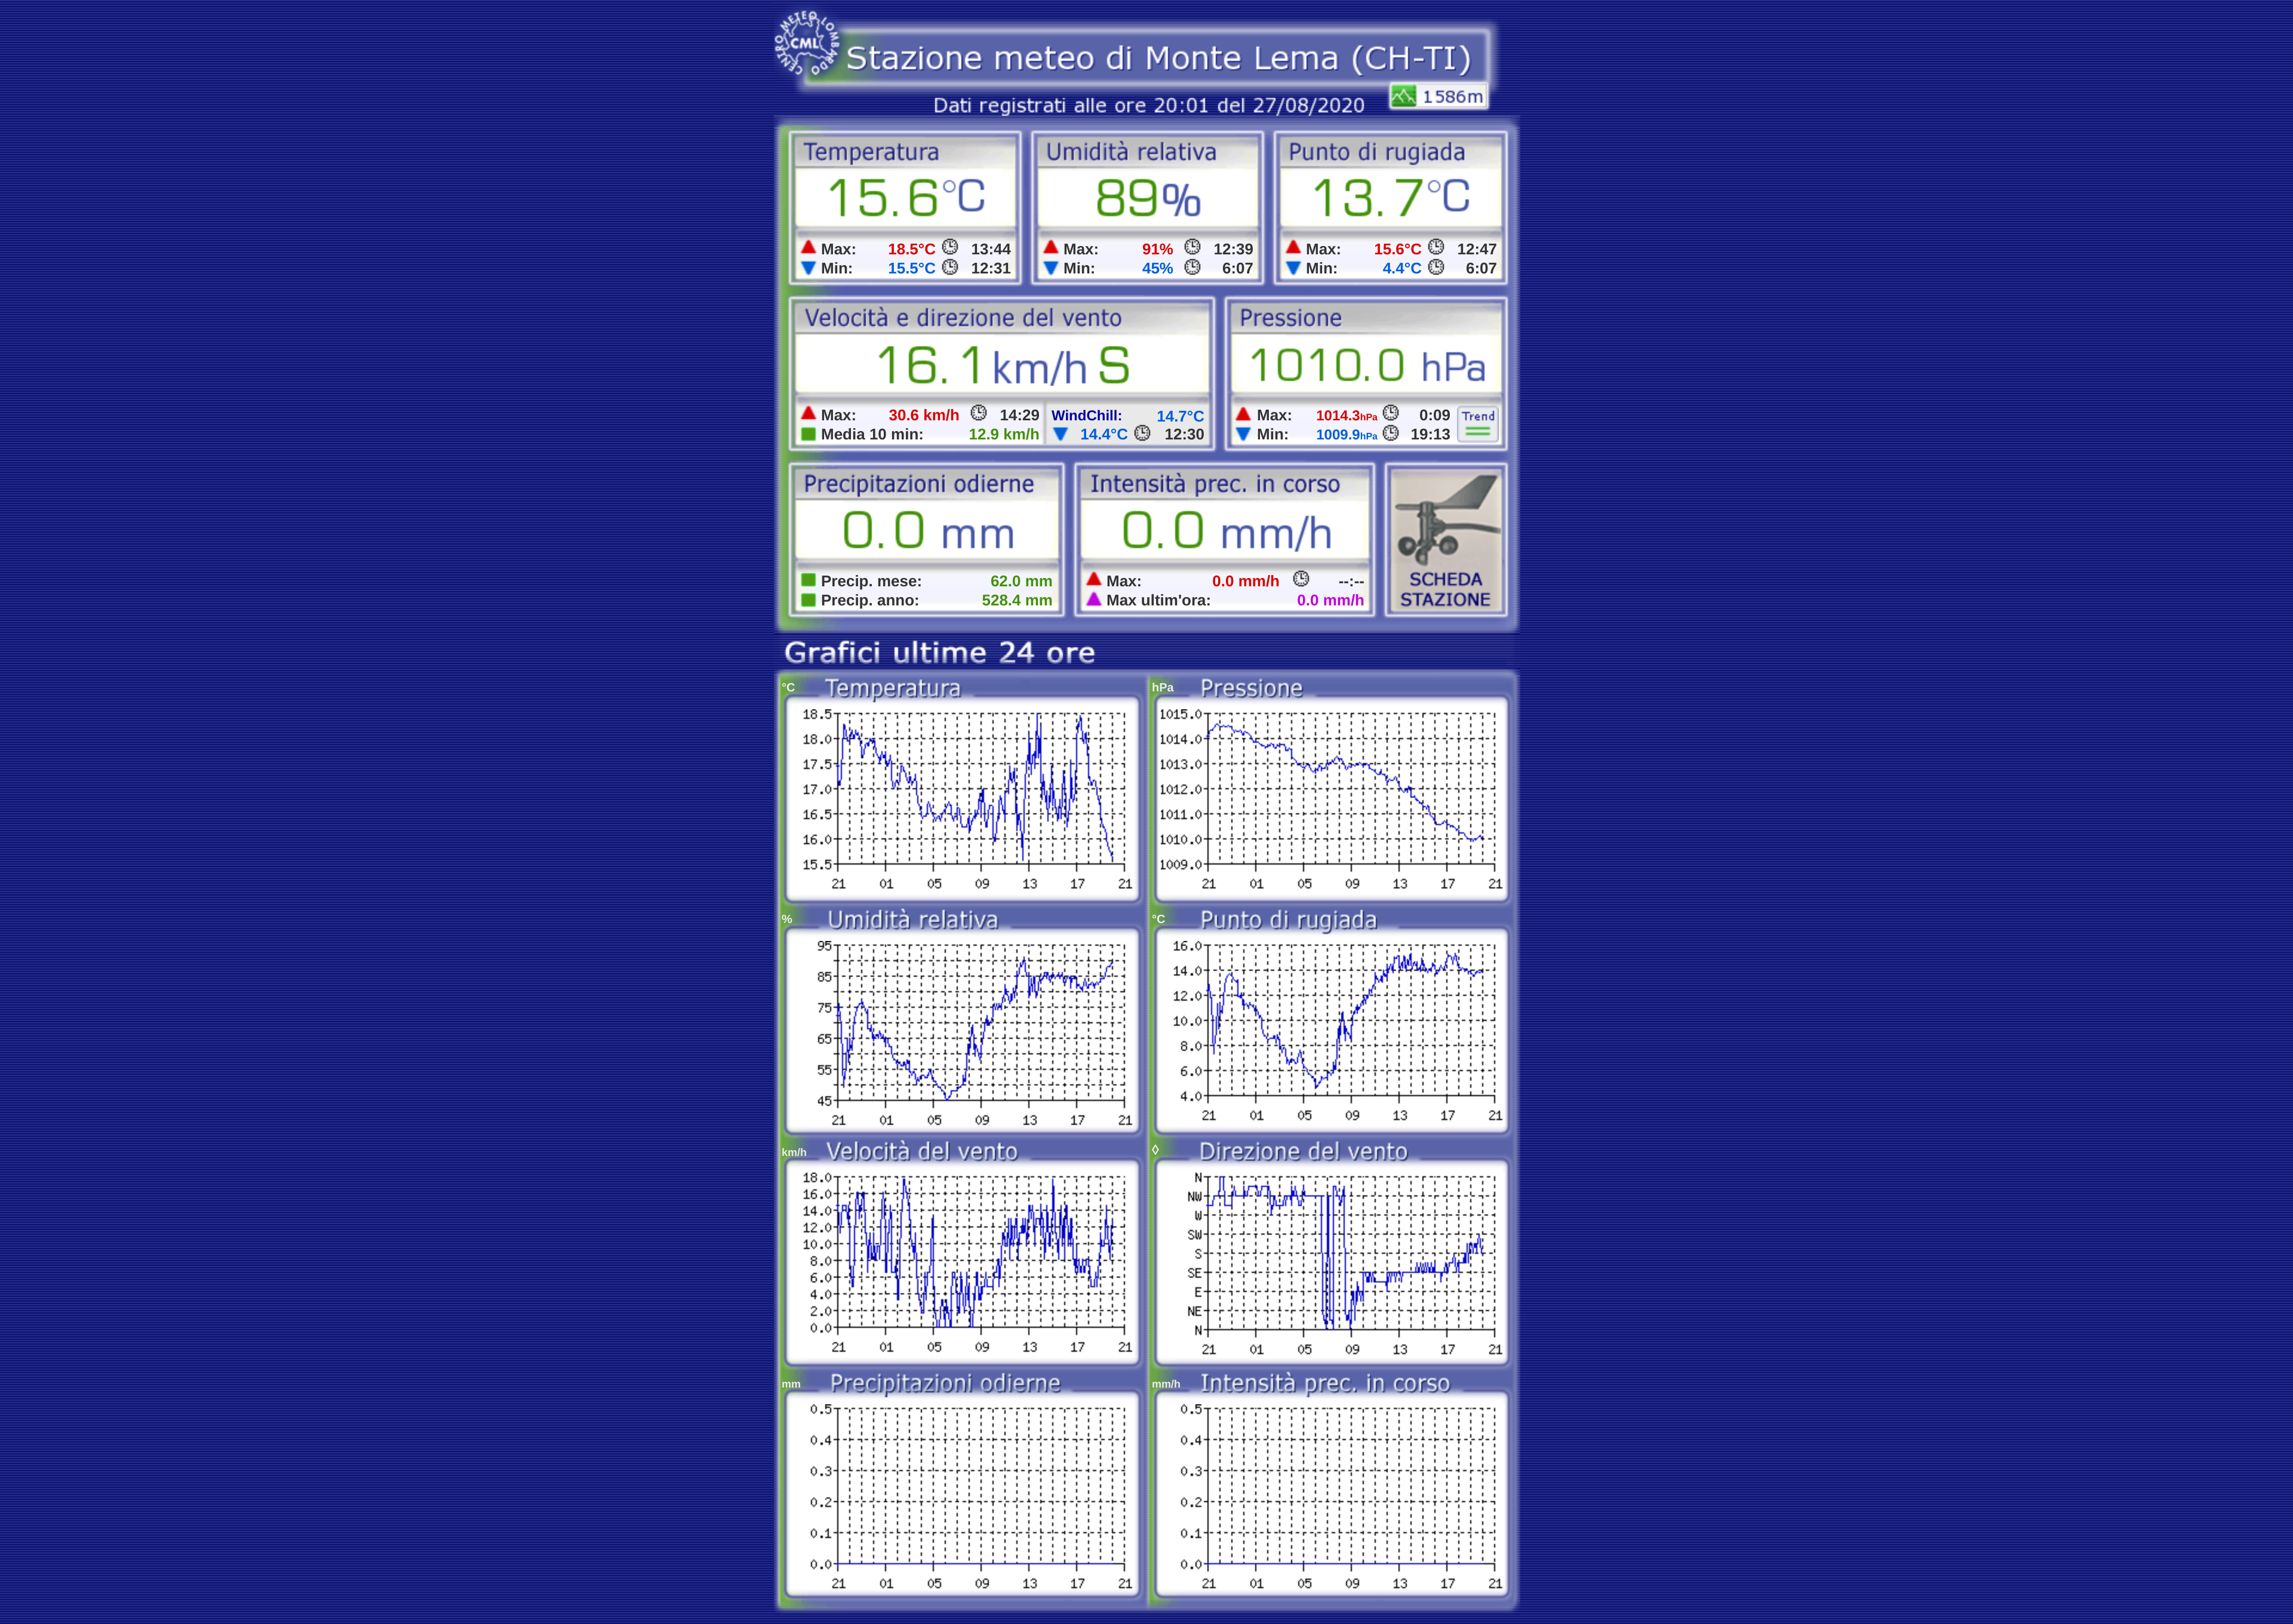 CENTRO METEO LOMBARDO
CML
Stazione meteo di Monte Lema (CH-TI)
Dati registrati alle ore 20:01 del 27/08/2020
1586m
Temperatura
15.6°C
Max: 18.5°C 13:44
Min: 15.5°C 12:31
Umidità relativa
89%
Max: 91% 12:39
Min: 45% 6:07
Punto di rugiada
13.7°C
Max: 15.6°C 12:47
Min: 4.4°C 6:07
Velocità e direzione del vento
16.1km/h S
Max: 30.6 km/h 14:29
Media 10 min: 12.9 km/h
WindChill: 14.7°C
14.4°C 12:30
Pressione
1010.0 hPa
Max: 1014.3hPa 0:09
Min: 1009.9hPa 19:13
Trend
Precipitazioni odierne
0.0 mm
Precip. mese: 62.0 mm
Precip. anno: 528.4 mm
Intensità prec. in corso
0.0 mm/h
Max: 0.0 mm/h --:--
Max ultim'ora: 0.0 mm/h
SCHEDA
STAZIONE
Grafici ultime 24 ore
°C Temperatura
18.5
18.0
17.5
17.0
16.5
16.0
15.5
21 01 05 09 13 17 21
hPa Pressione
1015.0
1014.0
1013.0
1012.0
1011.0
1010.0
1009.0
21 01 05 09 13 17 21
% Umidità relativa
95
85
75
65
55
45
21 01 05 09 13 17 21
°C Punto di rugiada
16.0
14.0
12.0
10.0
8.0
6.0
4.0
21 01 05 09 13 17 21
km/h Velocità del vento
18.0
16.0
14.0
12.0
10.0
8.0
6.0
4.0
2.0
0.0
21 01 05 09 13 17 21
◊ Direzione del vento
N
NW
W
SW
S
SE
E
NE
N
21 01 05 09 13 17 21
mm Precipitazioni odierne
0.5
0.4
0.3
0.2
0.1
0.0
21 01 05 09 13 17 21
mm/h Intensità prec. in corso
0.5
0.4
0.3
0.2
0.1
0.0
21 01 05 09 13 17 21